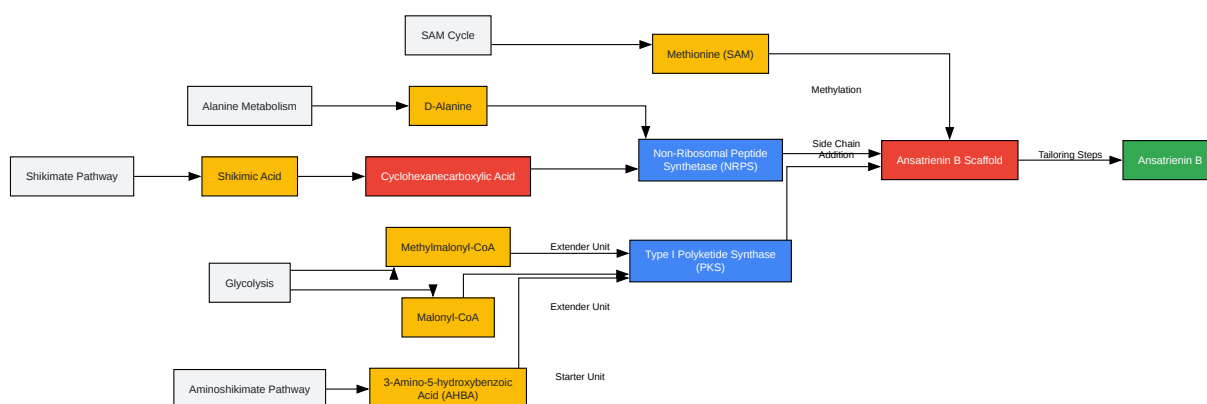 SAM Cycle
Methionine (SAM)
Methylation
Alanine Metabolism
D-Alanine
Shikimate Pathway
Shikimic Acid
Cyclohexanecarboxylic Acid
Non-Ribosomal Peptide
Synthetase (NRPS)
Side Chain
Addition
Ansatrienin B Scaffold
Tailoring Steps
Ansatrienin B
Glycolysis
Methylmalonyl-CoA
Extender Unit
Malonyl-CoA
Extender Unit
Type I Polyketide Synthase
(PKS)
Aminoshikimate Pathway
3-Amino-5-hydroxybenzoic
Acid (AHBA)
Starter Unit